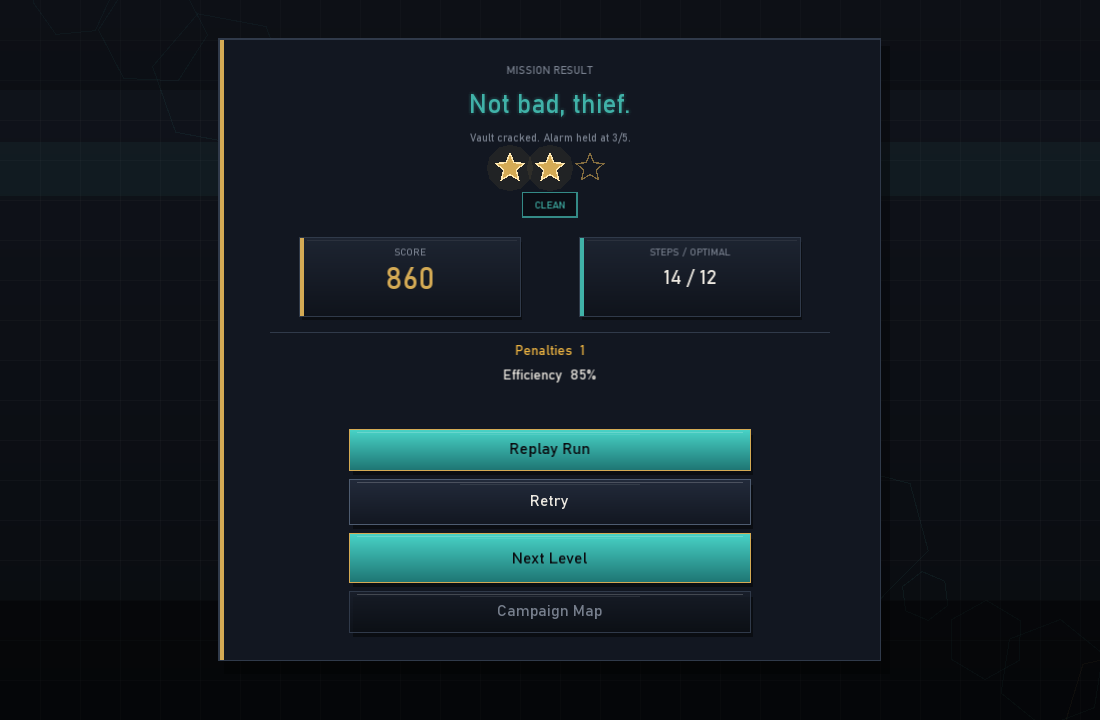 MISSION RESULT
Not bad, thief.
Vault cracked. Alarm held at 3/5.
CLEAN
SCORE
860
STEPS / OPTIMAL
14 / 12
Penalties 1
Efficiency 85%
Replay Run
Retry
Next Level
Campaign Map